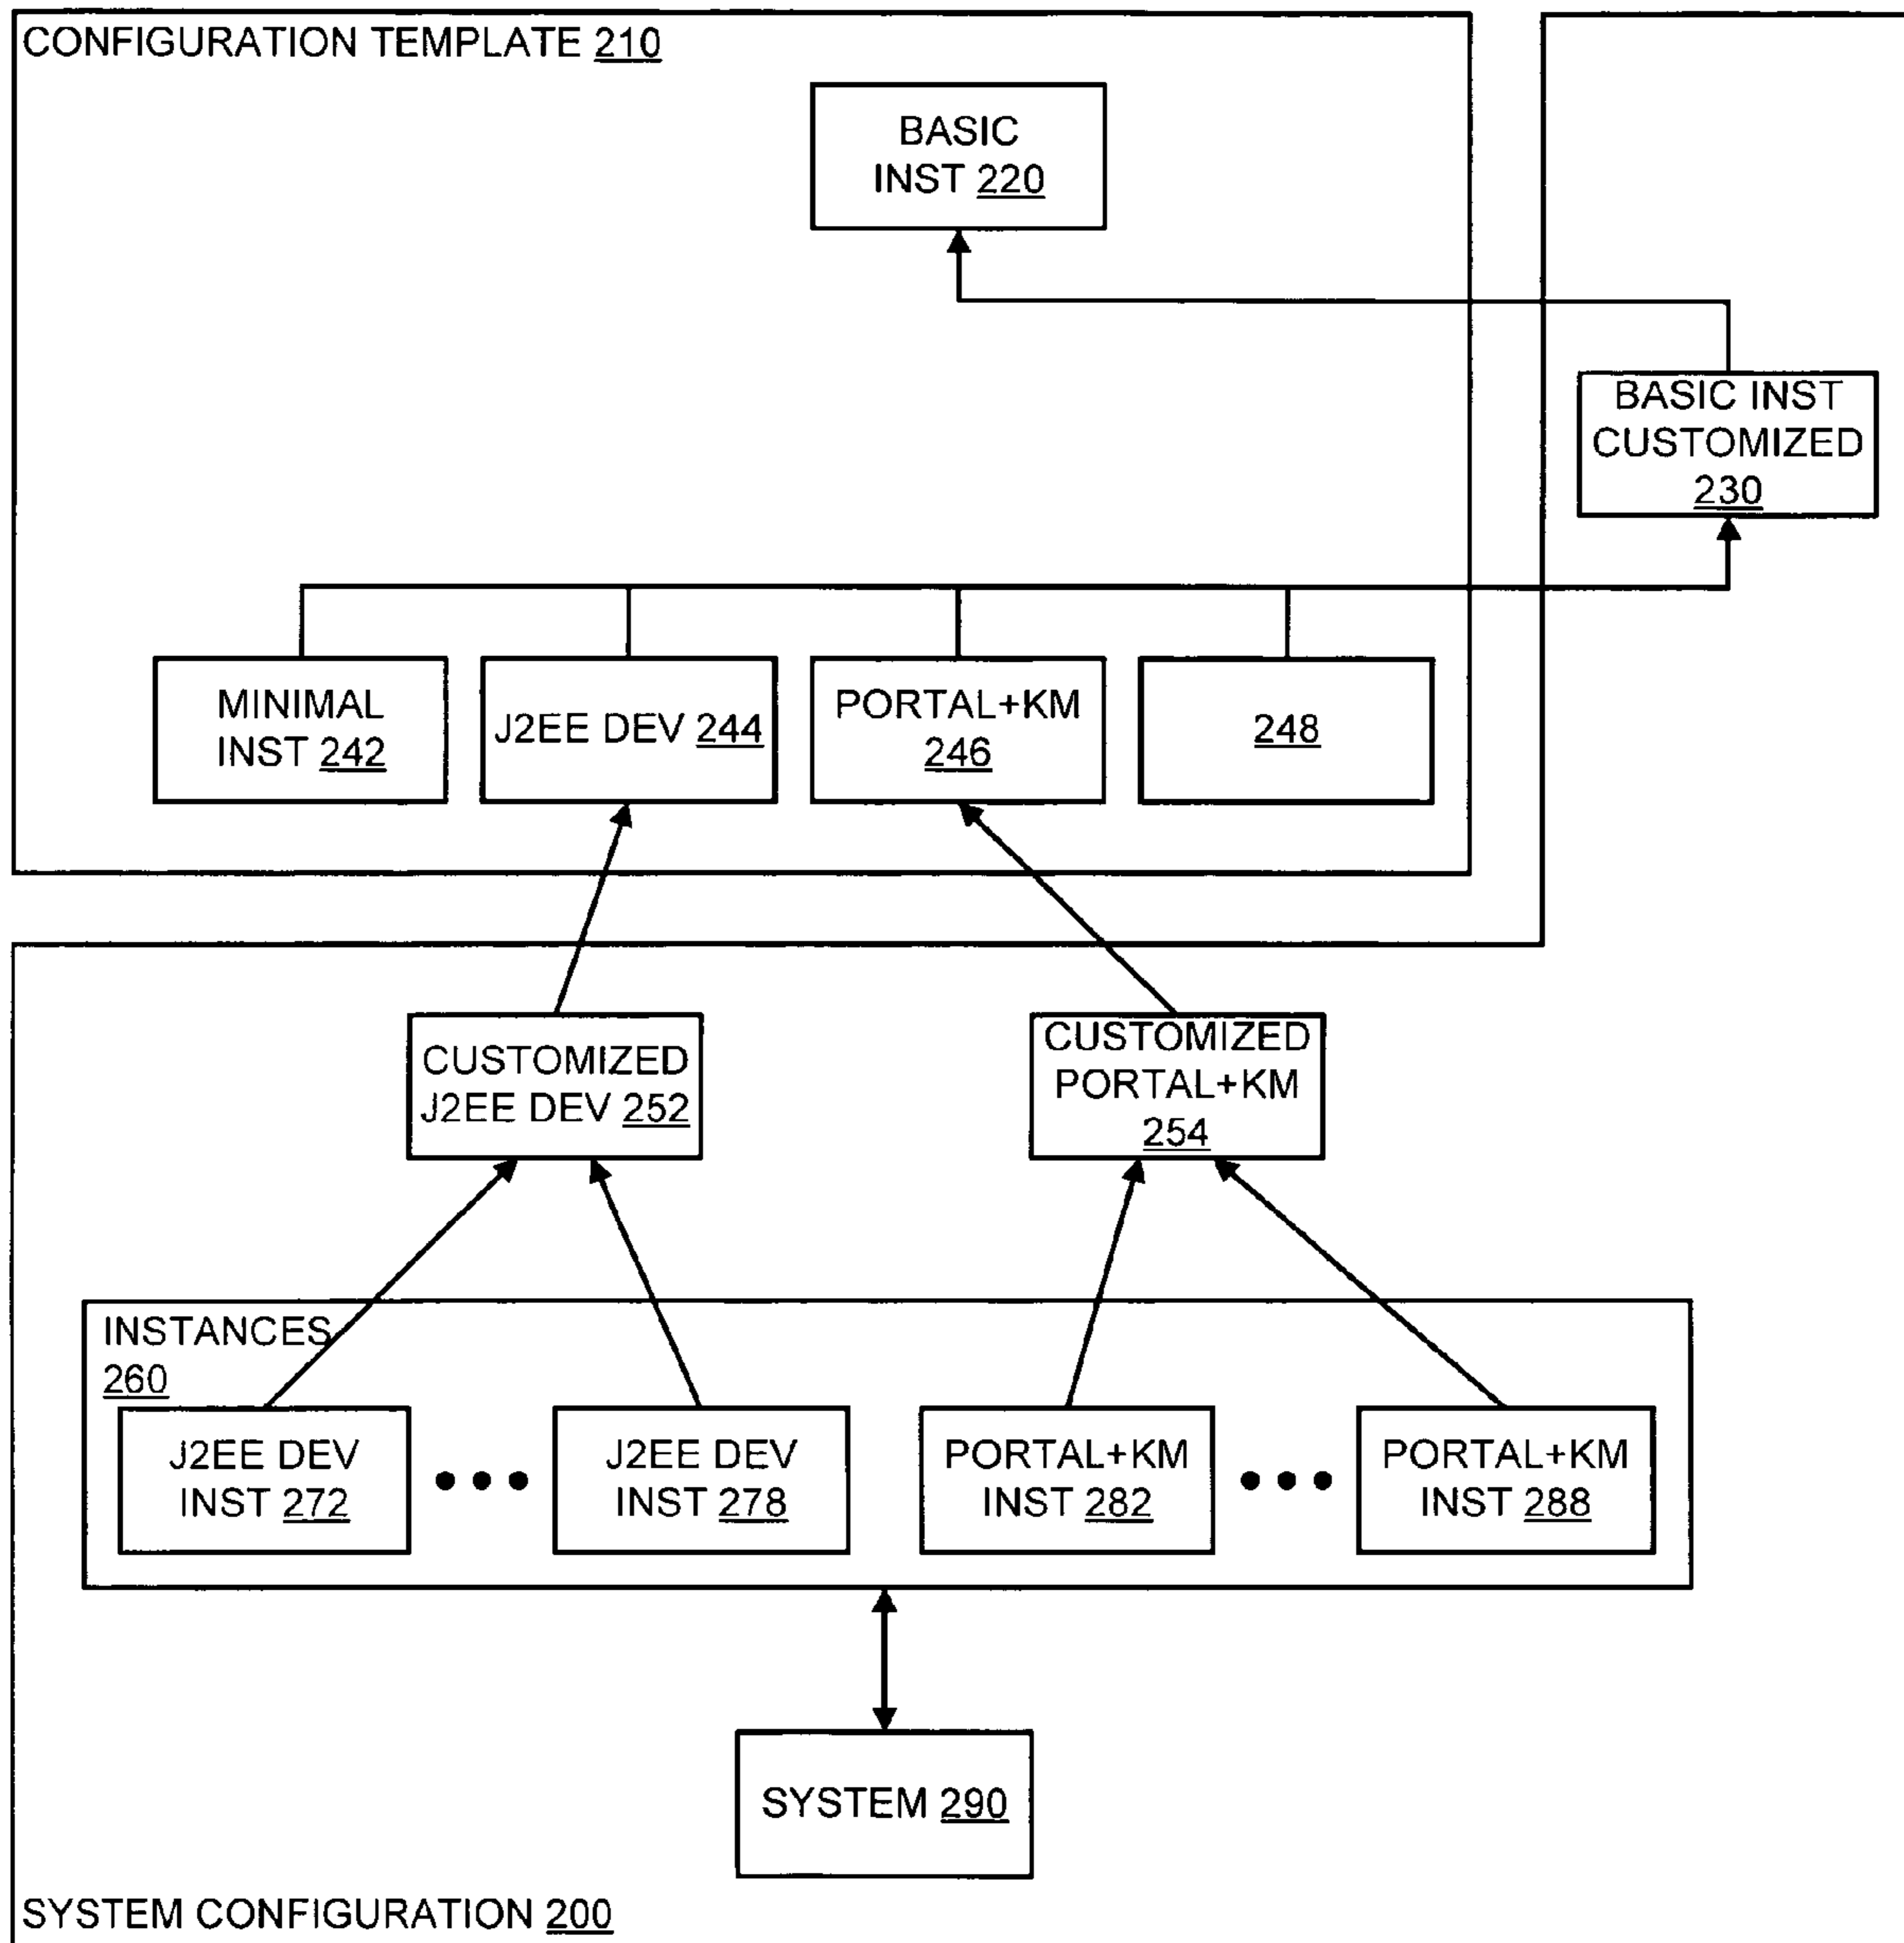 CONFIGURATION TEMPLATE 210
BASIC
INST 220
BASIC INST
CUSTOMIZED
230
MINIMAL
INST 242
J2EE DEV 244
PORTAL+KM
246
248
CUSTOMIZED
J2EE DEV 252
CUSTOMIZED
PORTAL+KM
254
INSTANCES
260
J2EE DEV
INST 272
J2EE DEV
INST 278
PORTAL+KM
INST 282
PORTAL+KM
INST 288
SYSTEM 290
SYSTEM CONFIGURATION 200